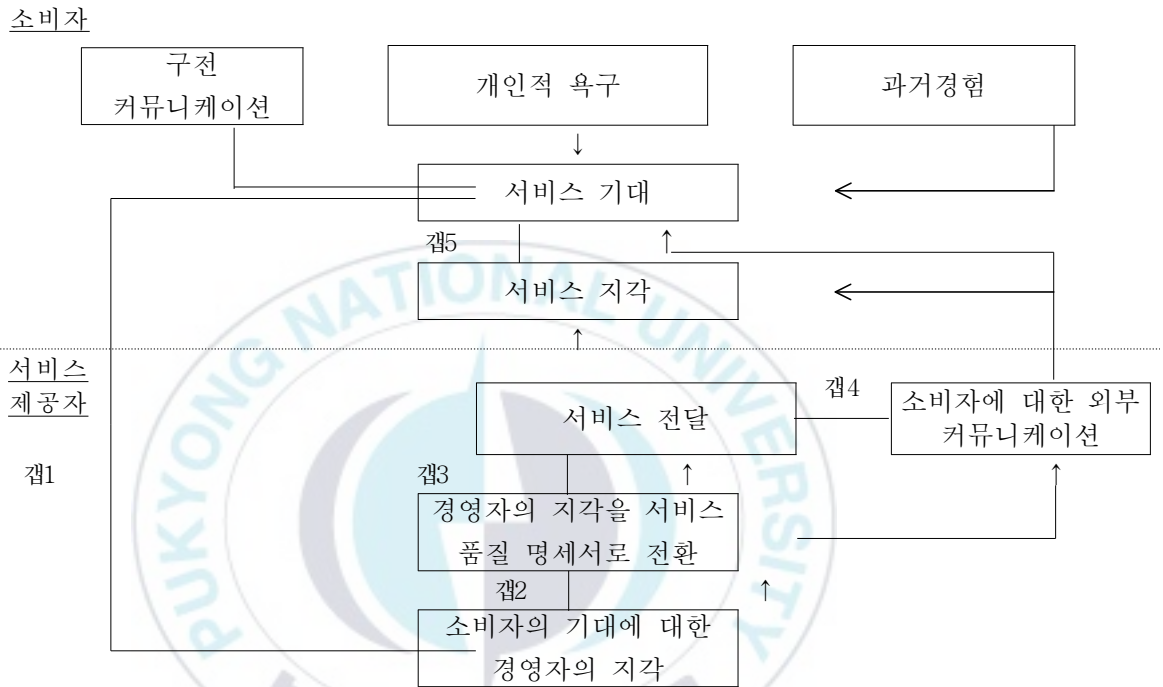 소비자
구전
커뮤니케이션
개인적 욕구
과거경험
↓
서비스 기대
갭5
↑
서비스 지각
↑
서비스
제공자
갭1
서비스 전달
갭4
소비자에 대한 외부
커뮤니케이션
갭3
↑
경영자의 지각을 서비스
품질 명세서로 전환
갭2
↑
소비자의 기대에 대한
경영자의 지각
PUKYONG NATIONAL UNIVERSITY